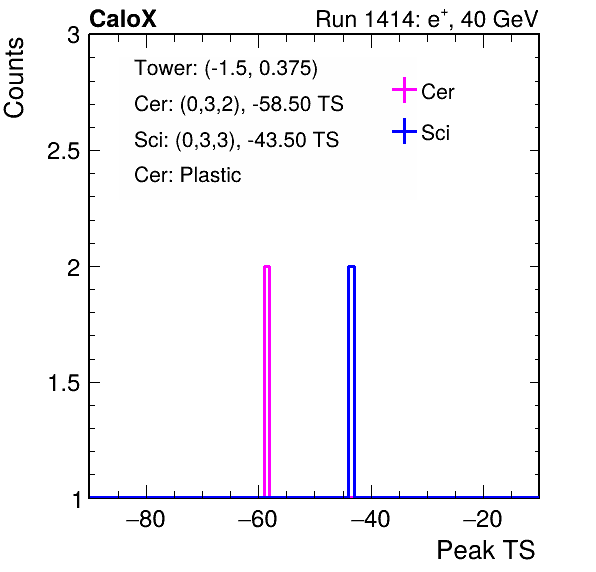 CaloX Run 1414: e⁺, 40 GeV
Counts
Tower: (-1.5, 0.375)
Cer: (0,3,2), -58.50 TS
Sci: (0,3,3), -43.50 TS
Cer: Plastic
Cer
Sci
3
2.5
2
1.5
1
−80 −60 −40 −20
Peak TS